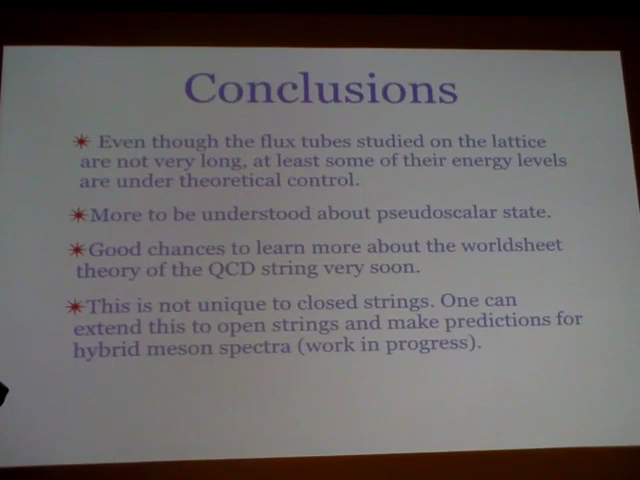 Conclusions
✴ Even though the flux tubes studied on the lattice
are not very long, at least some of their energy levels
are under theoretical control.
✴More to be understood about pseudoscalar state.
✴Good chances to learn more about the worldsheet
theory of the QCD string very soon.
✴This is not unique to closed strings. One can
extend this to open strings and make predictions for
hybrid meson spectra (work in progress).